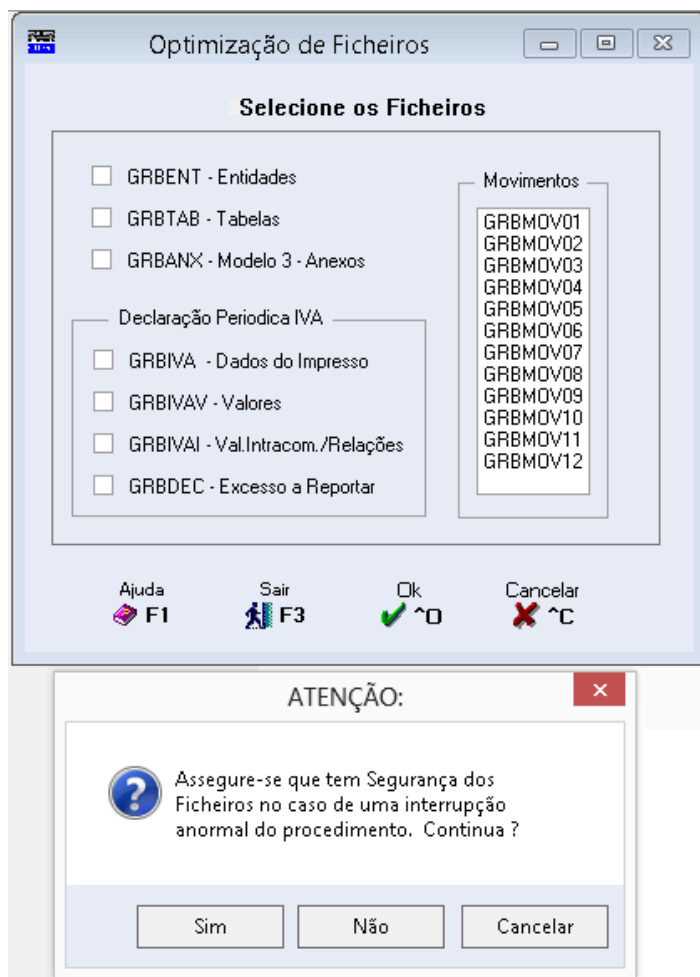 Optimização de Ficheiros
Selecione os Ficheiros
GRBENT - Entidades
GRBTAB - Tabelas
GRBANX - Modelo 3 - Anexos
Declaração Periodica IVA
GRBIVA - Dados do Impresso
GRBIVAV - Valores
GRBIVAI - Val.Intracom./Relações
GRBDEC - Excesso a Reportar
Movimentos
GRBMOV01
GRBMOV02
GRBMOV03
GRBMOV04
GRBMOV05
GRBMOV06
GRBMOV07
GRBMOV08
GRBMOV09
GRBMOV10
GRBMOV11
GRBMOV12
Ajuda
F1
Sair
F3
Ok
^O
Cancelar
^C
ATENÇÃO:
Assegure-se que tem Segurança dos
Ficheiros no caso de uma interrupção
anormal do procedimento. Continua ?
Sim
Não
Cancelar